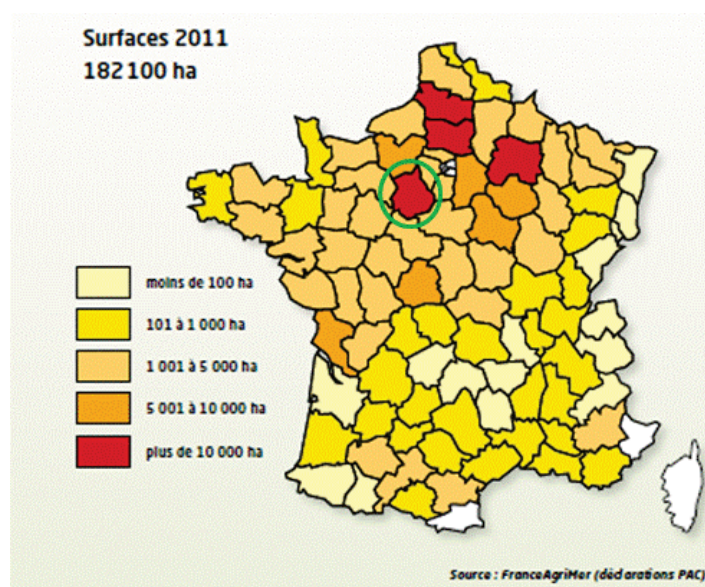 Surfaces 2011
182 100 ha
moins de 100 ha
101 à 1 000 ha
1 001 à 5 000 ha
5 001 à 10 000 ha
plus de 10 000 ha
Source : FranceAgriMer (déclarations PAC)